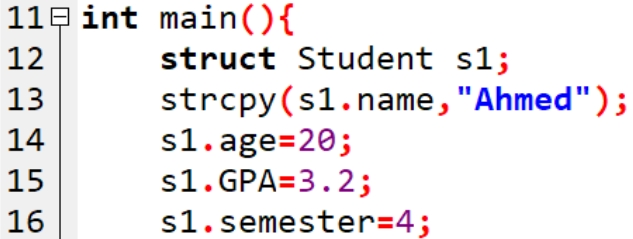 11 int main(){
12 struct Student s1;
13 strcpy(s1.name,"Ahmed");
14 s1.age=20;
15 s1.GPA=3.2;
16 s1.semester=4;